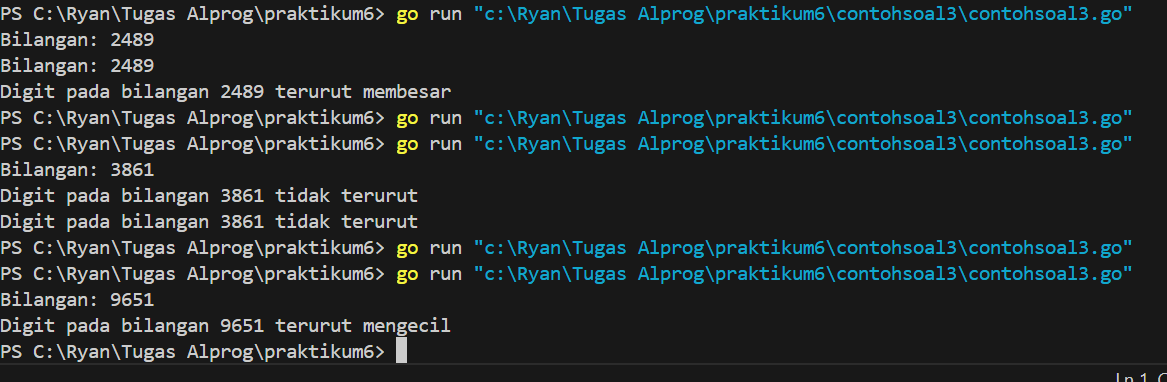 PS C:\Ryan\Tugas Alprog\praktikum6> go run "c:\Ryan\Tugas Alprog\praktikum6\contohsoal3\contohsoal3.go"
Bilangan: 2489
Bilangan: 2489
Digit pada bilangan 2489 terurut membesar
PS C:\Ryan\Tugas Alprog\praktikum6> go run "c:\Ryan\Tugas Alprog\praktikum6\contohsoal3\contohsoal3.go"
PS C:\Ryan\Tugas Alprog\praktikum6> go run "c:\Ryan\Tugas Alprog\praktikum6\contohsoal3\contohsoal3.go"
Bilangan: 3861
Digit pada bilangan 3861 tidak terurut
Digit pada bilangan 3861 tidak terurut
PS C:\Ryan\Tugas Alprog\praktikum6> go run "c:\Ryan\Tugas Alprog\praktikum6\contohsoal3\contohsoal3.go"
PS C:\Ryan\Tugas Alprog\praktikum6> go run "c:\Ryan\Tugas Alprog\praktikum6\contohsoal3\contohsoal3.go"
Bilangan: 9651
Digit pada bilangan 9651 terurut mengecil
PS C:\Ryan\Tugas Alprog\praktikum6>
Ln 1,